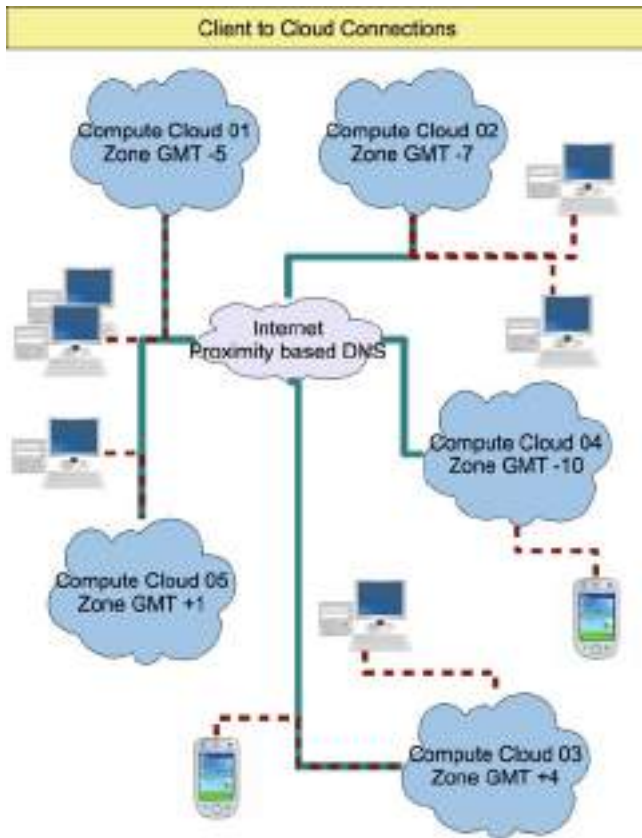 Client to Cloud Connections
Compute Cloud 01
Zone GMT -5
Compute Cloud 02
Zone GMT -7
Internet
Proximity based DNS
Compute Cloud 04
Zone GMT -10
Compute Cloud 05
Zone GMT +1
Compute Cloud 03
Zone GMT +4